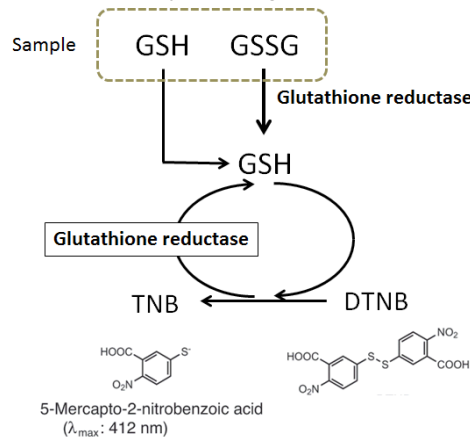 Sample
GSH GSSG
Glutathione reductase
GSH
Glutathione reductase
TNB DTNB
HOOC S-
O₂N
NO₂
HOOC S S
O₂N COOH
5-Mercapto-2-nitrobenzoic acid
(λmax: 412 nm)